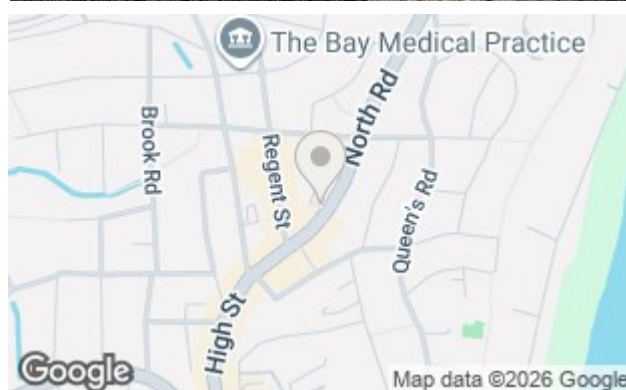 The Bay Medical Practice
North Rd
Brook Rd
Regent St
Queen's Rd
High St
Google
Map data ©2026 Google